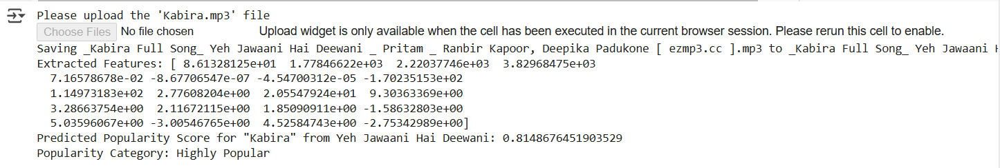 Please upload the 'Kabira.mp3' file
Choose Files No file chosen Upload widget is only available when the cell has been executed in the current browser session. Please rerun this cell to enable.
Saving _Kabira Full Song_ Yeh Jawaani Hai Deewani _ Pritam _ Ranbir Kapoor, Deepika Padukone [ ezmp3.cc ].mp3 to _Kabira Full Song_ Yeh Jawaani
Extracted Features: [ 8.61328125e+01  1.77846622e+03  2.22037746e+03  3.82968475e+03
7.16578678e-02 -8.67706547e-07 -4.54700312e-05 -1.70235153e+02
1.14973183e+02  2.77608204e+00  2.05547924e+01  9.30363369e+00
3.28663754e+00  2.11672115e+00  1.85090911e+00 -1.58632803e+00
5.03596067e+00 -3.00546765e+00  4.52584743e+00 -2.75342989e+00]
Predicted Popularity Score for "Kabira" from Yeh Jawaani Hai Deewani: 0.8148676451903529
Popularity Category: Highly Popular